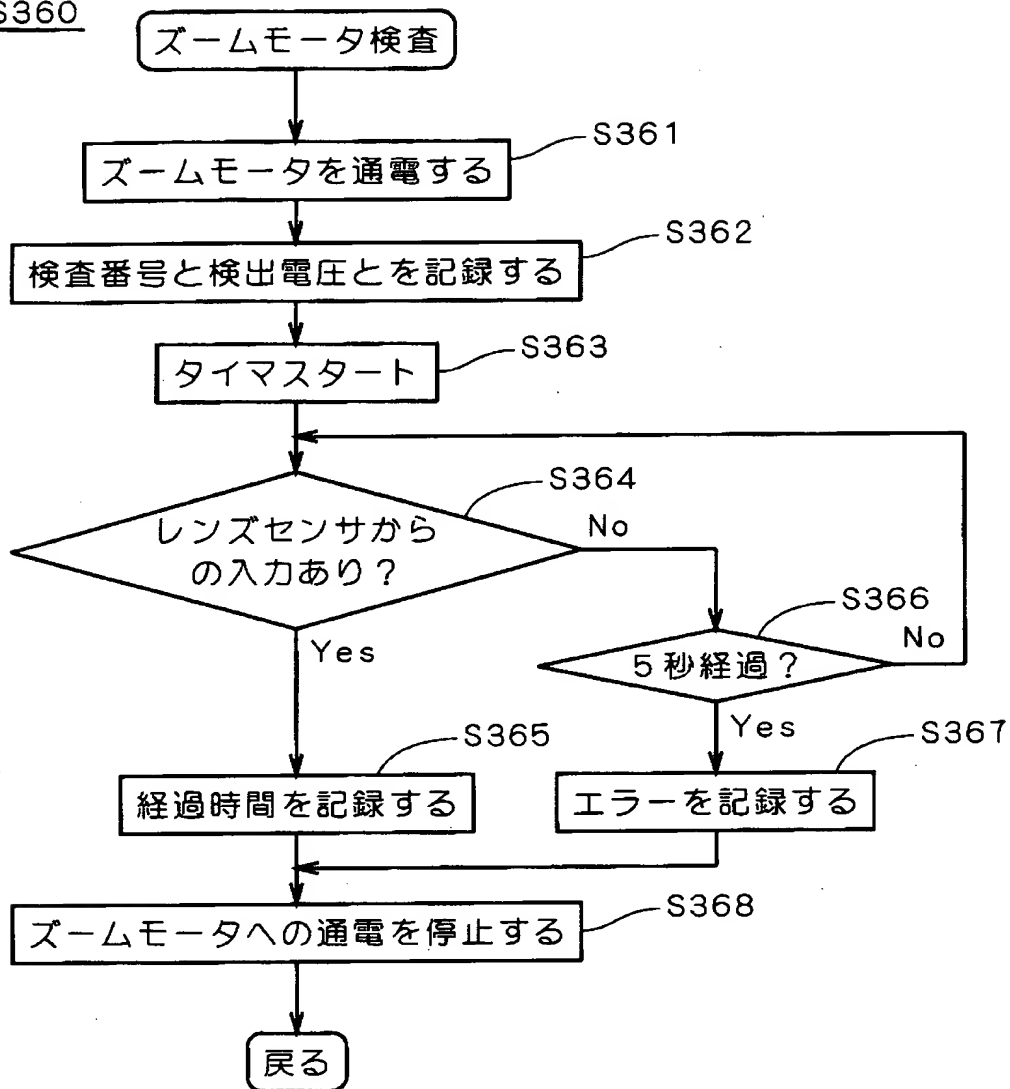 S360
ズームモータ検査
S361
ズームモータを通電する
S362
検査番号と検出電圧とを記録する
S363
タイマスタート
S364
レンズセンサから
の入力あり？
No
S366
5秒経過？
No
Yes
Yes
S365
経過時間を記録する
S367
エラーを記録する
S368
ズームモータへの通電を停止する
戻る